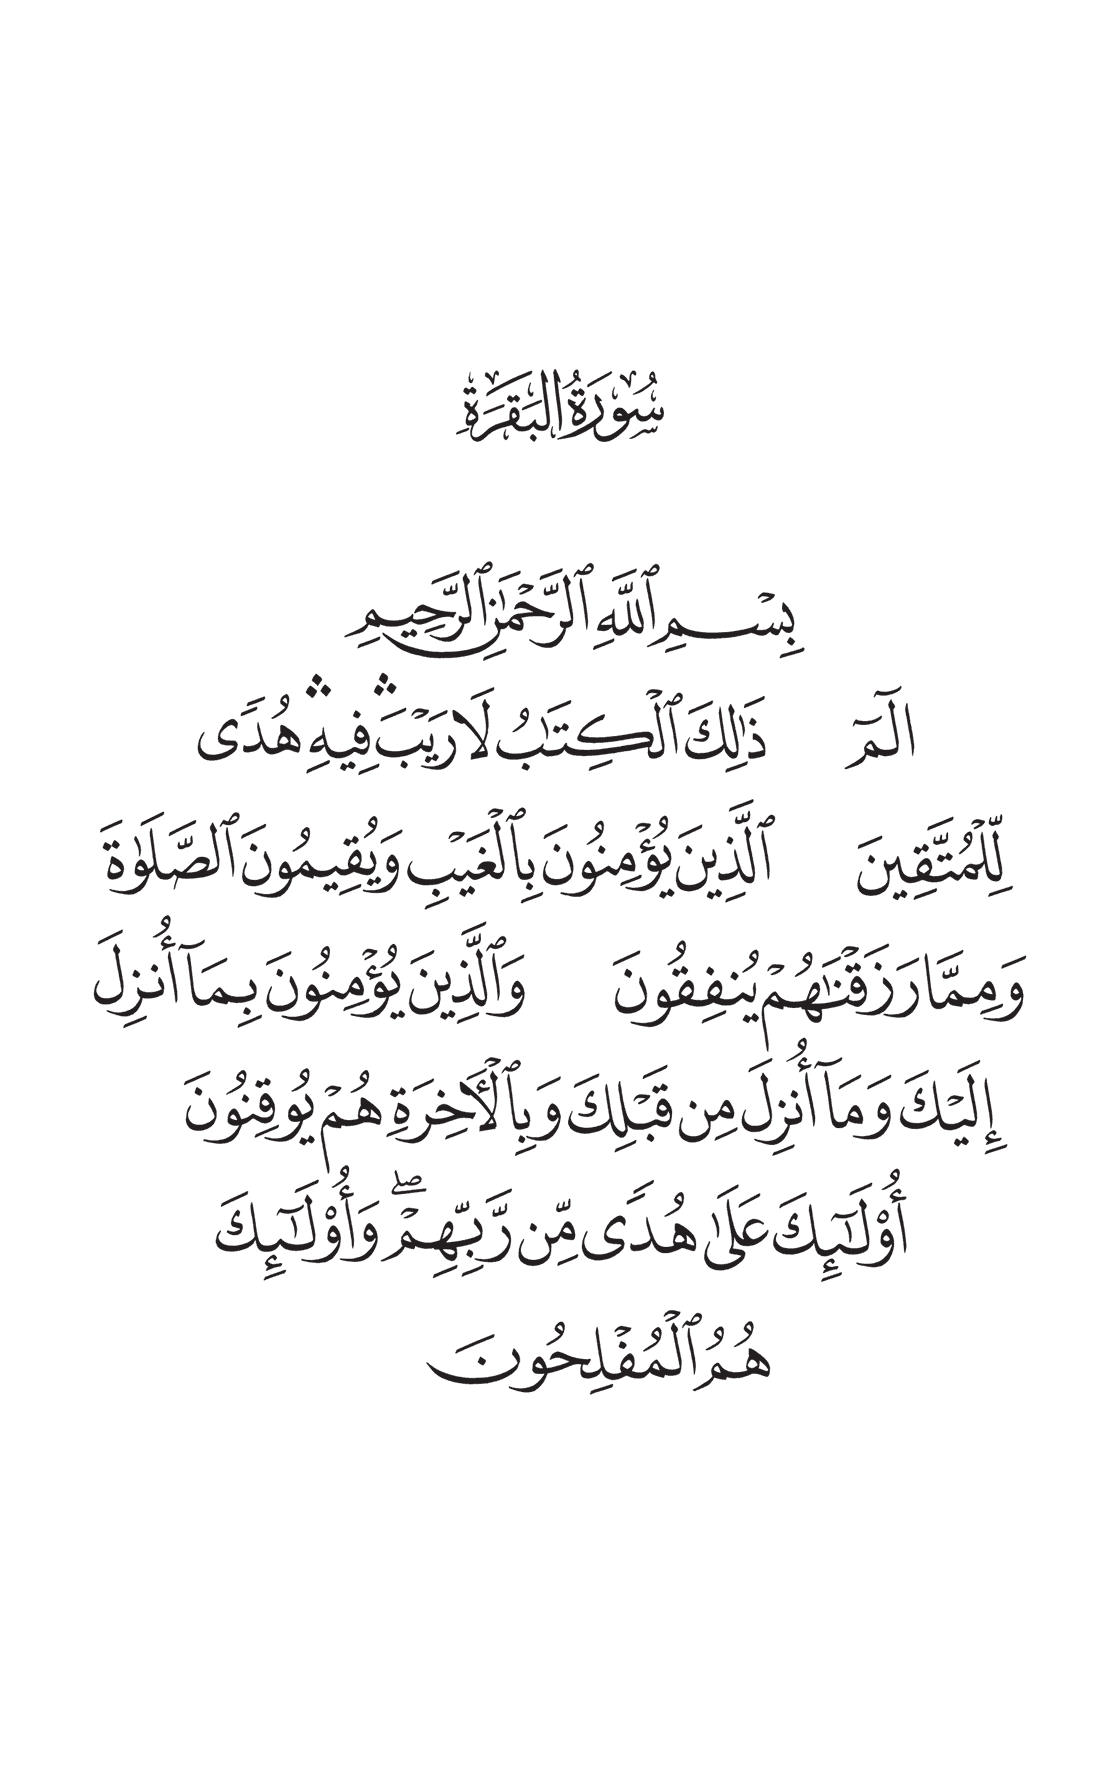 سُورَةُ البَقَرَةِ
بِسْمِ ٱللَّهِ ٱلرَّحْمَٰنِ ٱلرَّحِيمِ
الٓمٓ ذَٰلِكَ ٱلْكِتَٰبُ لَا رَيْبَۛ فِيهِۛ هُدًى
لِّلْمُتَّقِينَ ٱلَّذِينَ يُؤْمِنُونَ بِٱلْغَيْبِ وَيُقِيمُونَ ٱلصَّلَوٰةَ
وَمِمَّا رَزَقْنَٰهُمْ يُنفِقُونَ وَٱلَّذِينَ يُؤْمِنُونَ بِمَآ أُنزِلَ
إِلَيْكَ وَمَآ أُنزِلَ مِن قَبْلِكَ وَبِٱلْأَخِرَةِ هُمْ يُوقِنُونَ
أُوْلَٰٓئِكَ عَلَىٰ هُدًى مِّن رَّبِّهِمْۖ وَأُوْلَٰٓئِكَ
هُمُ ٱلْمُفْلِحُونَ